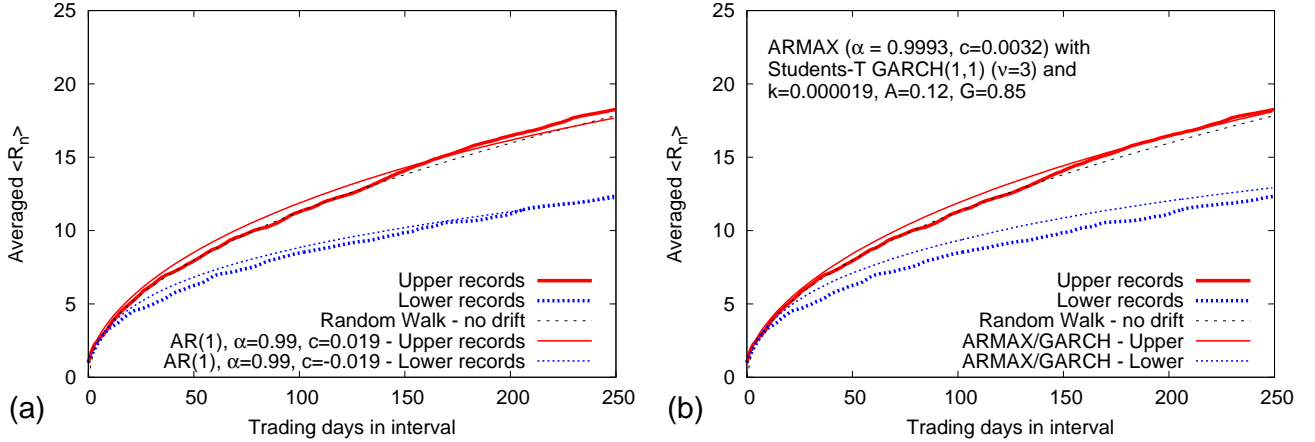 25
20
15
10
5
0
Averaged <R_n>
Upper records
Lower records
Random Walk - no drift
AR(1), α=0.99, c=0.019 - Upper records
AR(1), α=0.99, c=-0.019 - Lower records
0 50 100 150 200 250
(a)
Trading days in interval
25
20
15
10
5
0
Averaged <R_n>
ARMAX (α = 0.9993, c=0.0032) with
Students-T GARCH(1,1) (ν=3) and
k=0.000019, A=0.12, G=0.85
Upper records
Lower records
Random Walk - no drift
ARMAX/GARCH - Upper
ARMAX/GARCH - Lower
0 50 100 150 200 250
(b)
Trading days in interval